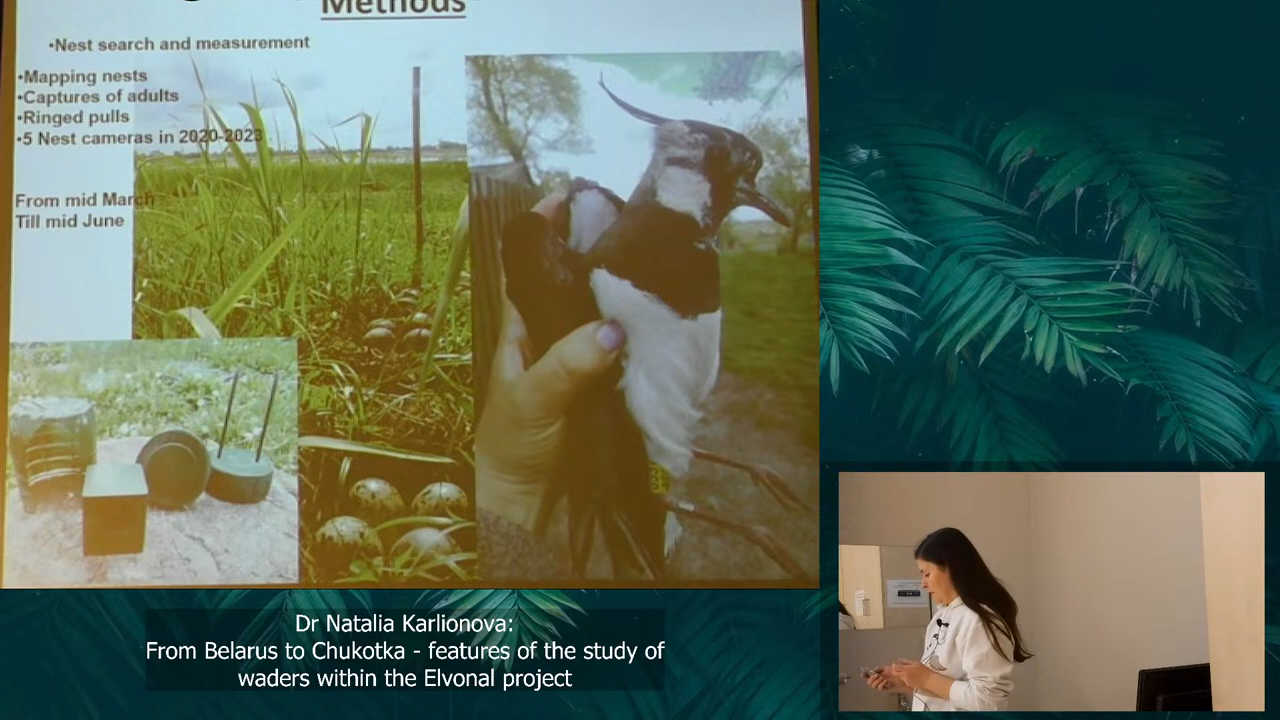 Methods
•Nest search and measurement
•Mapping nests
•Captures of adults
•Ringed pulls
•5 Nest cameras in 2020-2023
From mid March
Till mid June
Dr Natalia Karlionova:
From Belarus to Chukotka - features of the study of
waders within the Elvonal project